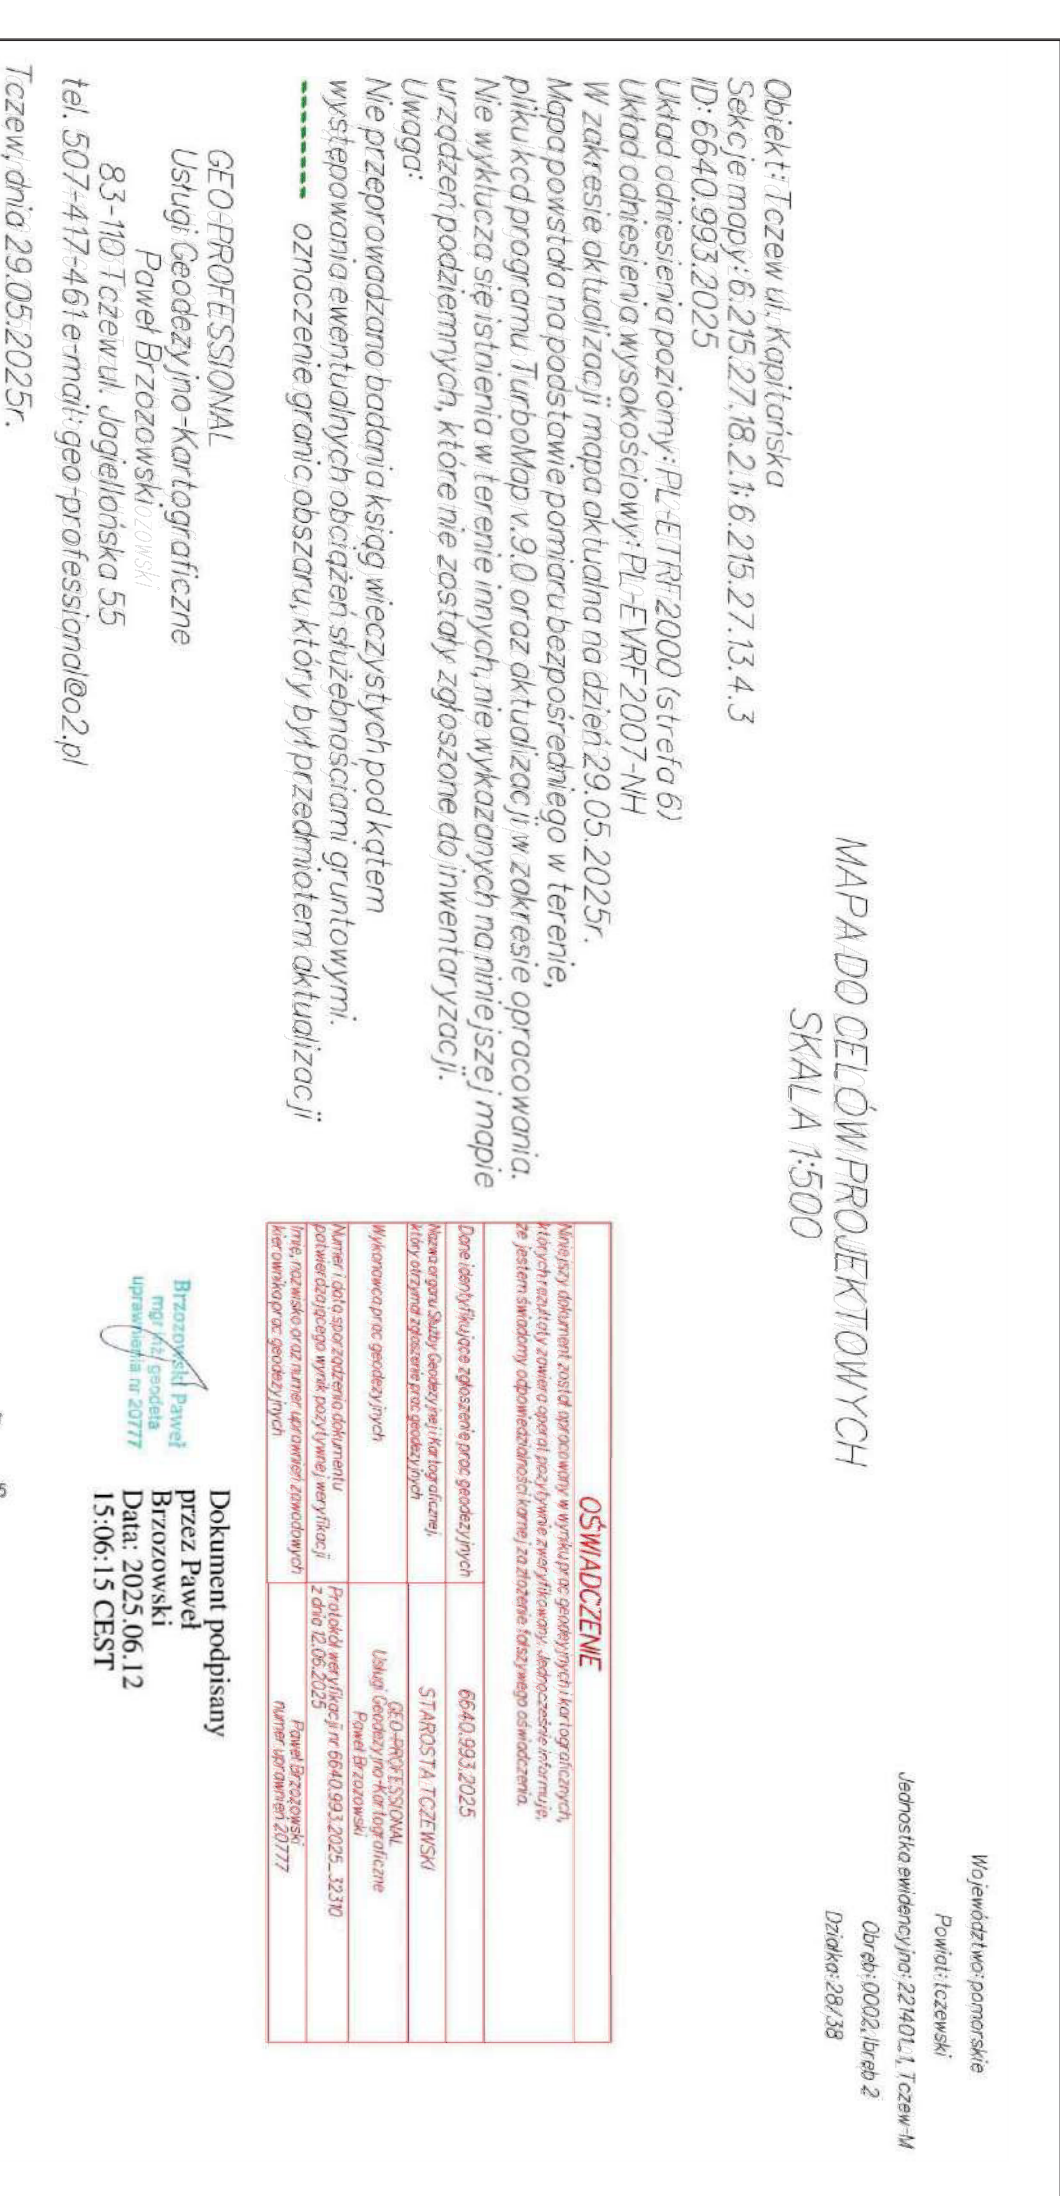 Województwo: pomorskie
Powiat: tczewski
Jednostka ewidencyjna: 221401_1, Tczew-M
Obręb: 0002, Ibręb 2
Działka: 28/38
MAPA DO CELÓW PROJEKTOWYCH
SKALA 1:500
Obiekt: Tczew ul. Kapitańska
Sekcje mapy: 6.215.27.18.2.1; 6.215.27.13.4.3
ID: 6640.993.2025
Układ odniesienia poziomy: PL-ETRF2000 (strefa 6)
Układ odniesienia wysokościowy: PL-EVRF2007-NH
W zakresie aktualizacji mapa aktualna na dzień 29.05.2025r.
Mapa powstała na podstawie pomiaru bezpośredniego w terenie,
pliku kcd programu TurboMap v.9.0 oraz aktualizacji w zakresie opracowania.
Nie wyklucza się istnienia w terenie innych, nie wykazanych na niniejszej mapie
urządzeń podziemnych, które nie zostały zgłoszone do inwentaryzacji.
Uwaga:
Nie przeprowadzano badania ksiąg wieczystych pod kątem
występowania ewentualnych obciążeń służebnościami gruntowymi.
oznaczenie granic obszaru, który był przedmiotem aktualizacji
GEO-PROFESSIONAL
Usługi Geodezyjno-Kartograficzne
Paweł Brzozowski
83-110 Tczew ul. Jagiellońska 55
tel. 507-417-461 e-mail: geo-professional@o2.pl
Tczew, dnia 29.05.2025r.
OŚWIADCZENIE
Niniejszy dokument został opracowany w wyniku prac geodezyjnych i kartograficznych,
których rezultaty zawiera operat pozytywnie zweryfikowany. Jednocześnie informuję,
że jestem świadomy odpowiedzialności karnej za złożenie fałszywego oświadczenia.
Dane identyfikujące zgłoszenie prac geodezyjnych
6640.993.2025
Nazwa organu Służby Geodezyjnej i Kartograficznej,
który otrzymał zgłoszenie prac geodezyjnych
STAROSTA TCZEWSKI
Wykonawca prac geodezyjnych
GEO-PROFESSIONAL
Usługi Geodezyjno-Kartograficzne
Paweł Brzozowski
Numer i data sporządzenia dokumentu
potwierdzającego wynik pozytywnej weryfikacji
Protokół weryfikacji nr 6640.993.2025_32310
z dnia 12.06.2025
Imię, nazwisko oraz numer uprawnień zawodowych
kierownika prac geodezyjnych
Paweł Brzozowski
numer uprawnień 20777
Brzozowski Paweł
mgr inż. geodeta
uprawnienia nr 20777
Dokument podpisany
przez Paweł
Brzozowski
Data: 2025.06.12
15:06:15 CEST